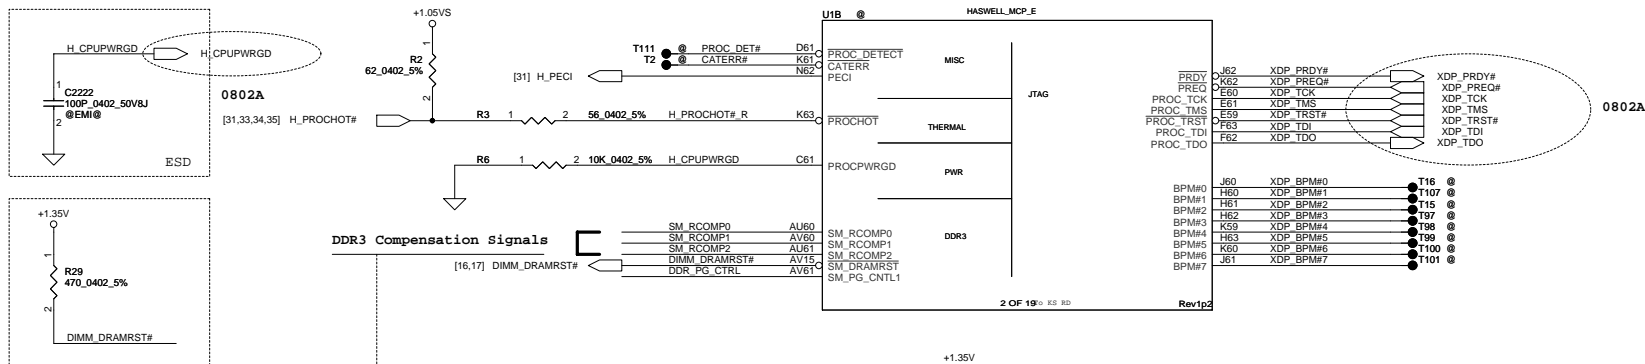 +1.05VS
U1B @
HASWELL_MCP_E
H_CPUPWRGD
H_CPUPWRGD
1
C2222
100P_0402_50V8J
@EMI@
2
0802A
ESD
1
R2
62_0402_5%
2
[31] H_PECI
[31,33,34,35] H_PROCHOT#
R3 1 2 56_0402_5% H_PROCHOT#_R K63
R6 1 2 10K_0402_5% H_CPUPWRGD C61
T111 @ PROC_DET# D61
T2 @ CATERR# K61
N62
PROC_DETECT
CATERR
PECI
PROCHOT
PROCPWRGD
MISC
THERMAL
PWR
DDR3
JTAG
PRDY
PREQ
PROC_TCK
PROC_TMS
PROC_TRST
PROC_TDI
PROC_TDO
J62 XDP_PRDY# XDP_PRDY#
K62 XDP_PREQ# XDP_PREQ#
E60 XDP_TCK XDP_TCK
E61 XDP_TMS XDP_TMS
E59 XDP_TRST# XDP_TRST#
F63 XDP_TDI XDP_TDI
F62 XDP_TDO XDP_TDO
0802A
BPM#0 J60 XDP_BPM#0 T16 @
BPM#1 H60 XDP_BPM#1 T107 @
BPM#2 H61 XDP_BPM#2 T15 @
BPM#3 H62 XDP_BPM#3 T97 @
BPM#4 K59 XDP_BPM#4 T98 @
BPM#5 H63 XDP_BPM#5 T99 @
BPM#6 K60 XDP_BPM#6 T100 @
BPM#7 J61 XDP_BPM#7 T101 @
DDR3 Compensation Signals
SM_RCOMP0 AU60 SM_RCOMP0
SM_RCOMP1 AV60 SM_RCOMP1
SM_RCOMP2 AU61 SM_RCOMP2
[16,17] DIMM_DRAMRST# DIMM_DRAMRST# AV15 SM_DRAMRST
DDR_PG_CTRL AV61 SM_PG_CNTL1
2 OF 19 To KS RD
Rev1p2
+1.35V
1
R29
470_0402_5%
2
DIMM_DRAMRST#
+1.35V